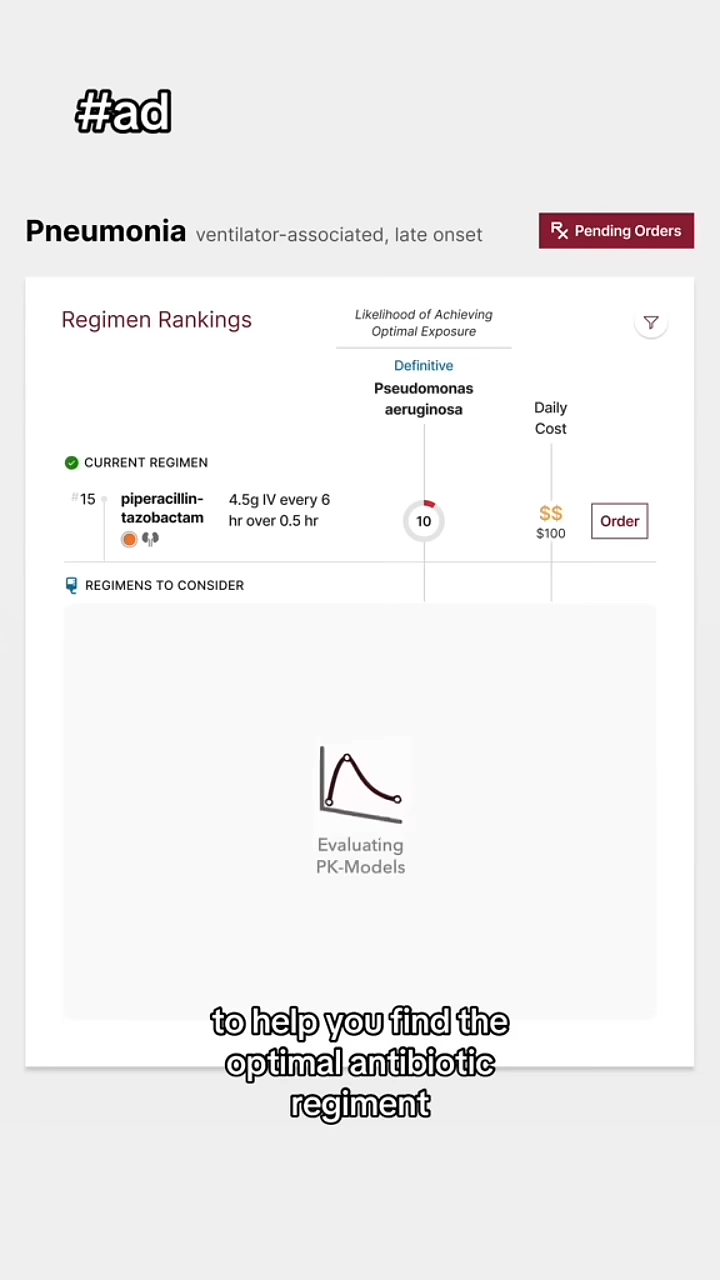 #ad
Pneumonia ventilator-associated, late onset
Rx Pending Orders
Regimen Rankings
Likelihood of Achieving
Optimal Exposure
Definitive
Pseudomonas
aeruginosa
Daily
Cost
CURRENT REGIMEN
#15
piperacillin-
tazobactam
4.5g IV every 6
hr over 0.5 hr
10
$$
$100
Order
REGIMENS TO CONSIDER
Evaluating
PK-Models
to help you find the
optimal antibiotic
regiment